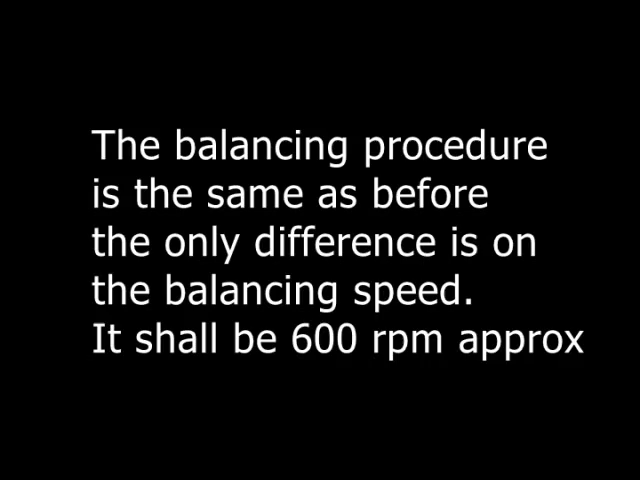 The balancing procedure
is the same as before
the only difference is on
the balancing speed.
It shall be 600 rpm approx